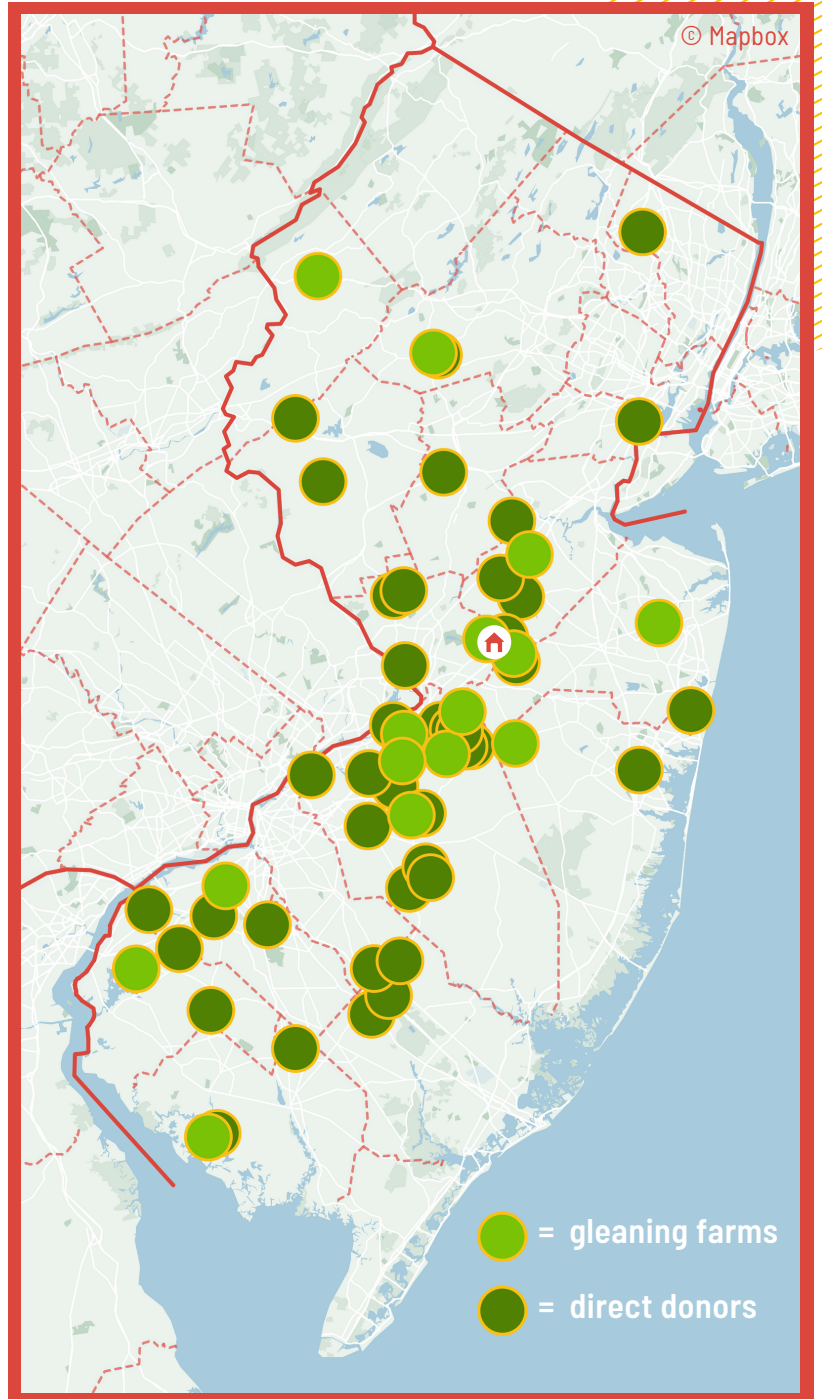 © Mapbox
= gleaning farms
= direct donors